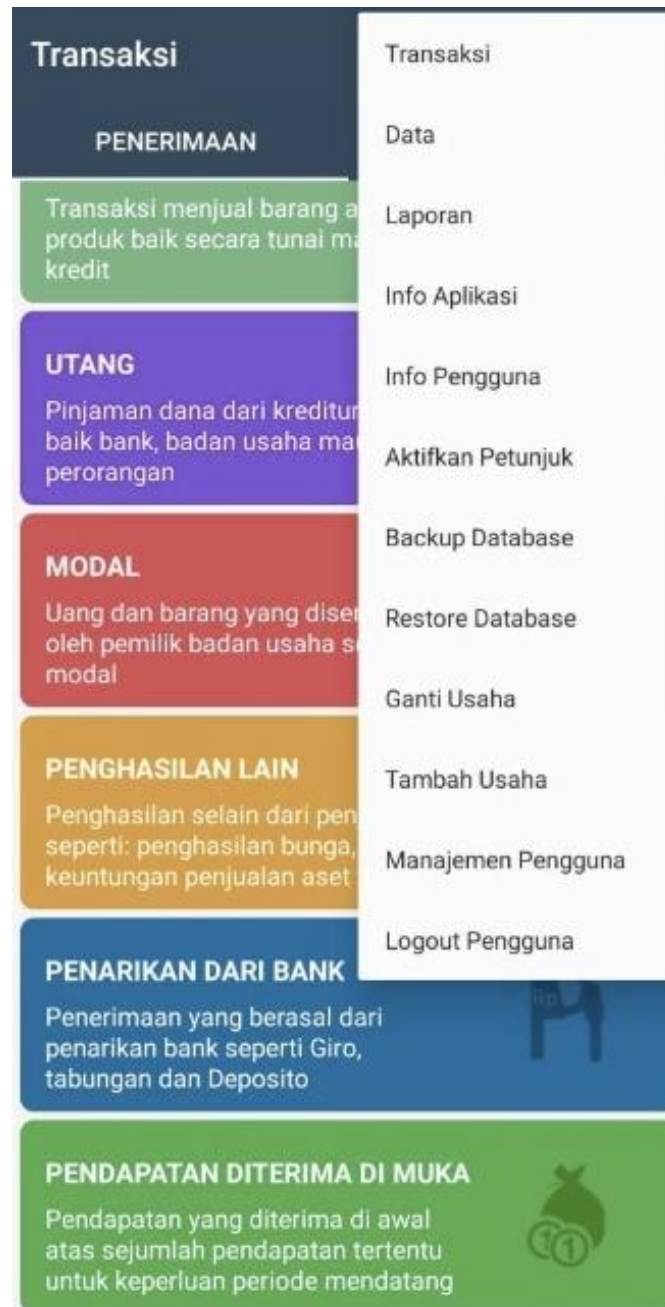 Transaksi
PENERIMAAN
Transaksi menjual barang a
produk baik secara tunai ma
kredit
UTANG
Pinjaman dana dari kreditur
baik bank, badan usaha mau
perorangan
MODAL
Uang dan barang yang diser
oleh pemilik badan usaha se
modal
PENGHASILAN LAIN
Penghasilan selain dari pen
seperti: penghasilan bunga,
keuntungan penjualan aset
PENARIKAN DARI BANK
Penerimaan yang berasal dari
penarikan bank seperti Giro,
tabungan dan Deposito
Rp
PENDAPATAN DITERIMA DI MUKA
Pendapatan yang diterima di awal
atas sejumlah pendapatan tertentu
untuk keperluan periode mendatang
Transaksi
Data
Laporan
Info Aplikasi
Info Pengguna
Aktifkan Petunjuk
Backup Database
Restore Database
Ganti Usaha
Tambah Usaha
Manajemen Pengguna
Logout Pengguna